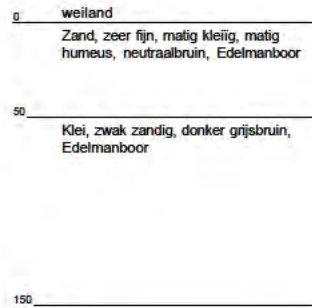 0 weiland
Zand, zeer fijn, matig kleiïg, matig
humeus, neutraalbruin, Edelmanboor
50
Klei, zwak zandig, donker grijsbruin,
Edelmanboor
150